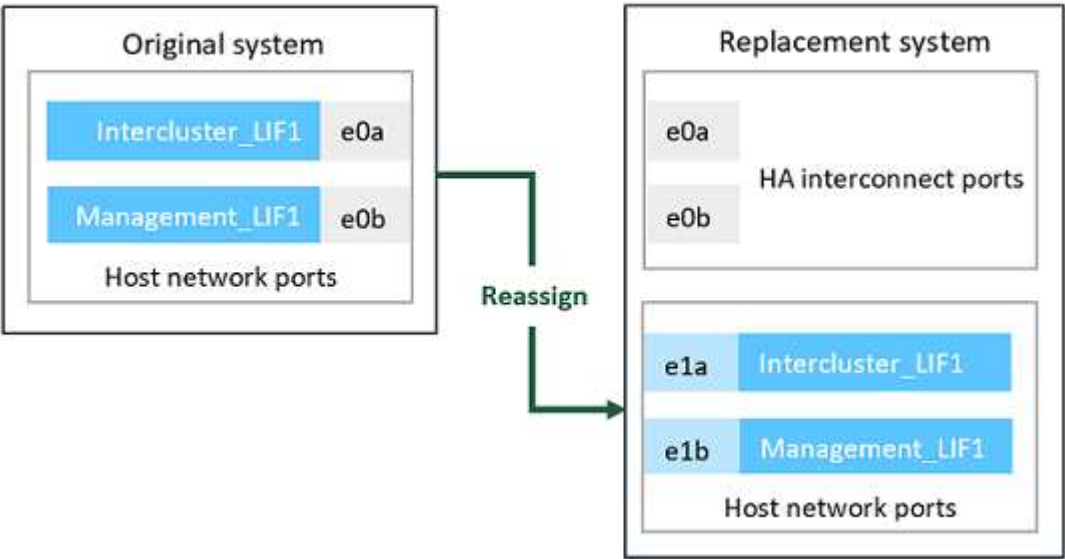 Original system
Intercluster_LIF1 e0a
Management_LIF1 e0b
Host network ports
Reassign
Replacement system
e0a
HA interconnect ports
e0b
e1a Intercluster_LIF1
e1b Management_LIF1
Host network ports